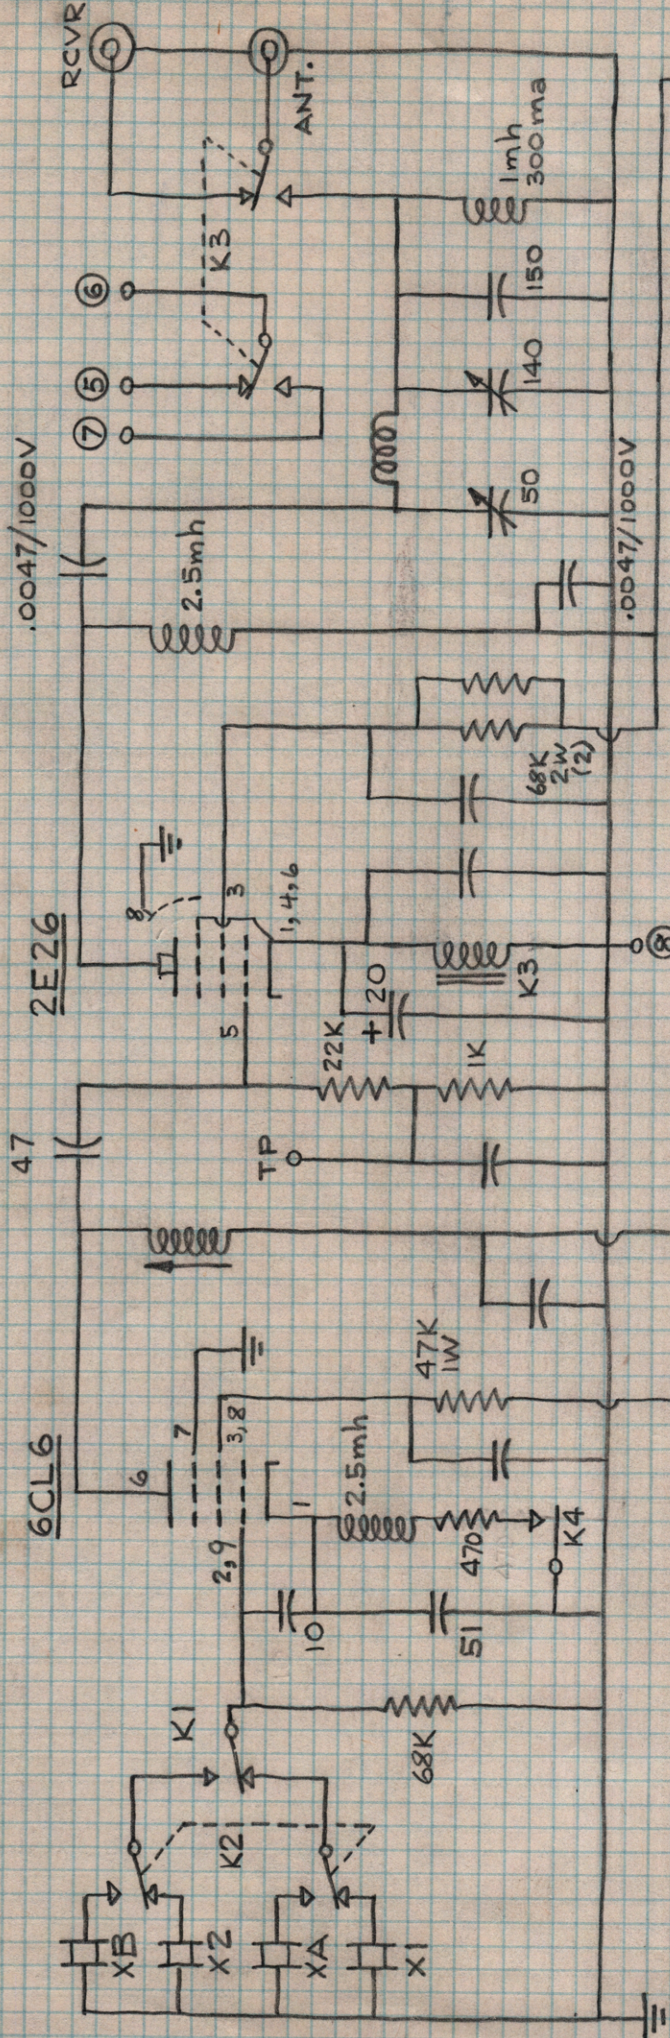 RCVR
ANT.
K3
⑥
⑤
⑦
1mh
300ma
150
140
50
.0047/1000V
2.5mh
.0047/1000V
68K
2W
(2)
2E26
8
3
1,4,6
5
K3
⑧
+ 20
22K
1K
TP
47
6CL6
6
7
3,8
2,9
1
47K
1W
2.5mh
470
K4
10
51
K1
68K
K2
XB
X2
XA
X1